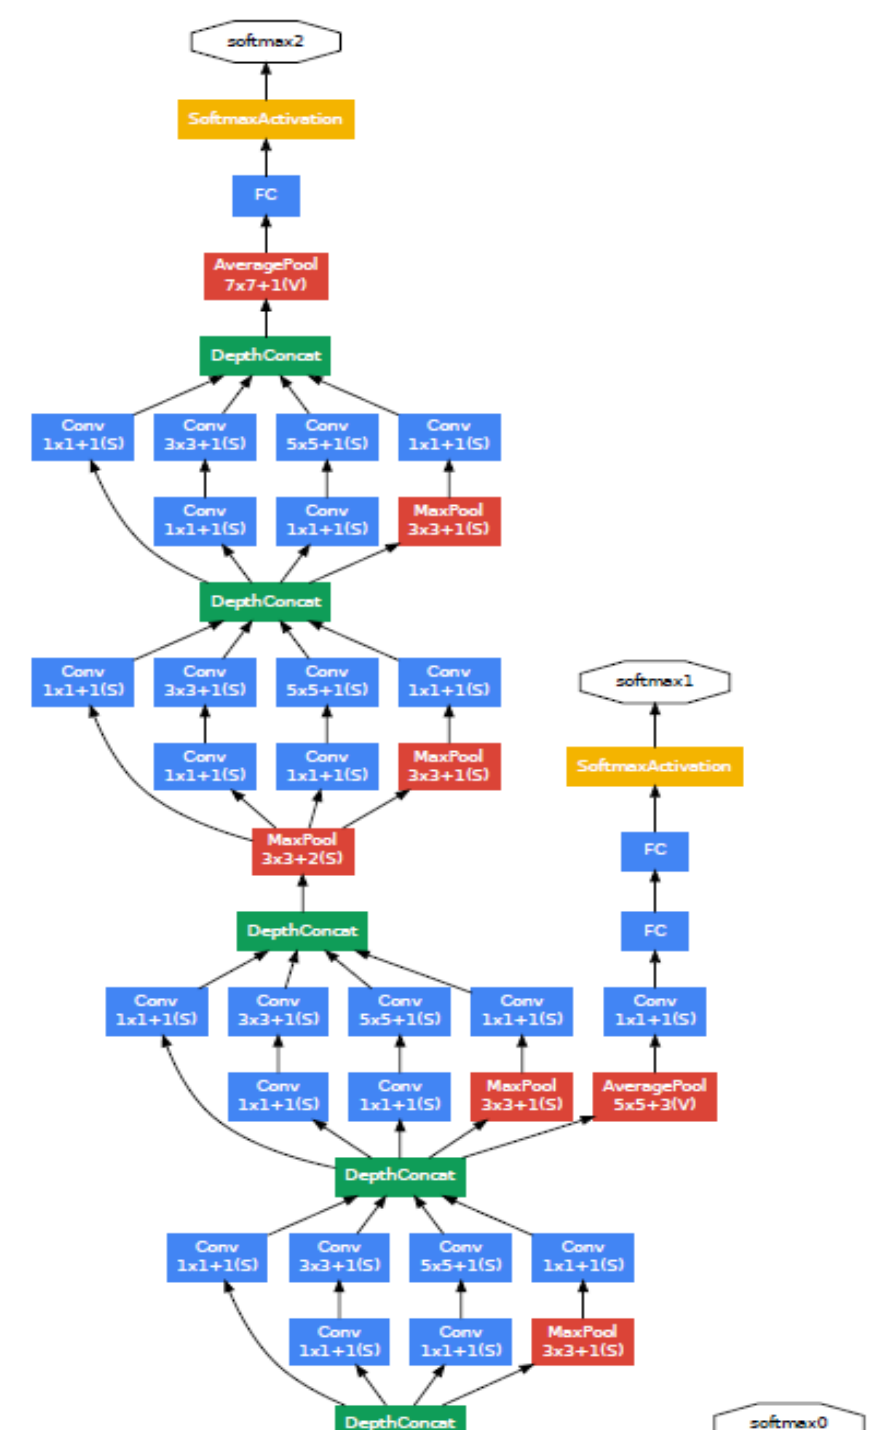 softmax2
SoftmaxActivation
FC
AveragePool
7x7+1(V)
DepthConcat
Conv Conv Conv Conv
1x1+1(S) 3x3+1(S) 5x5+1(S) 1x1+1(S)
Conv Conv MaxPool
1x1+1(S) 1x1+1(S) 3x3+1(S)
DepthConcat
Conv Conv Conv Conv
1x1+1(S) 3x3+1(S) 5x5+1(S) 1x1+1(S)
softmax1
Conv Conv MaxPool
1x1+1(S) 1x1+1(S) 3x3+1(S)
SoftmaxActivation
MaxPool
3x3+2(S)
FC
DepthConcat
FC
Conv Conv Conv Conv Conv
1x1+1(S) 3x3+1(S) 5x5+1(S) 1x1+1(S) 1x1+1(S)
Conv Conv MaxPool AveragePool
1x1+1(S) 1x1+1(S) 3x3+1(S) 5x5+3(V)
DepthConcat
Conv Conv Conv Conv
1x1+1(S) 3x3+1(S) 5x5+1(S) 1x1+1(S)
Conv Conv MaxPool
1x1+1(S) 1x1+1(S) 3x3+1(S)
DepthConcat
softmax0